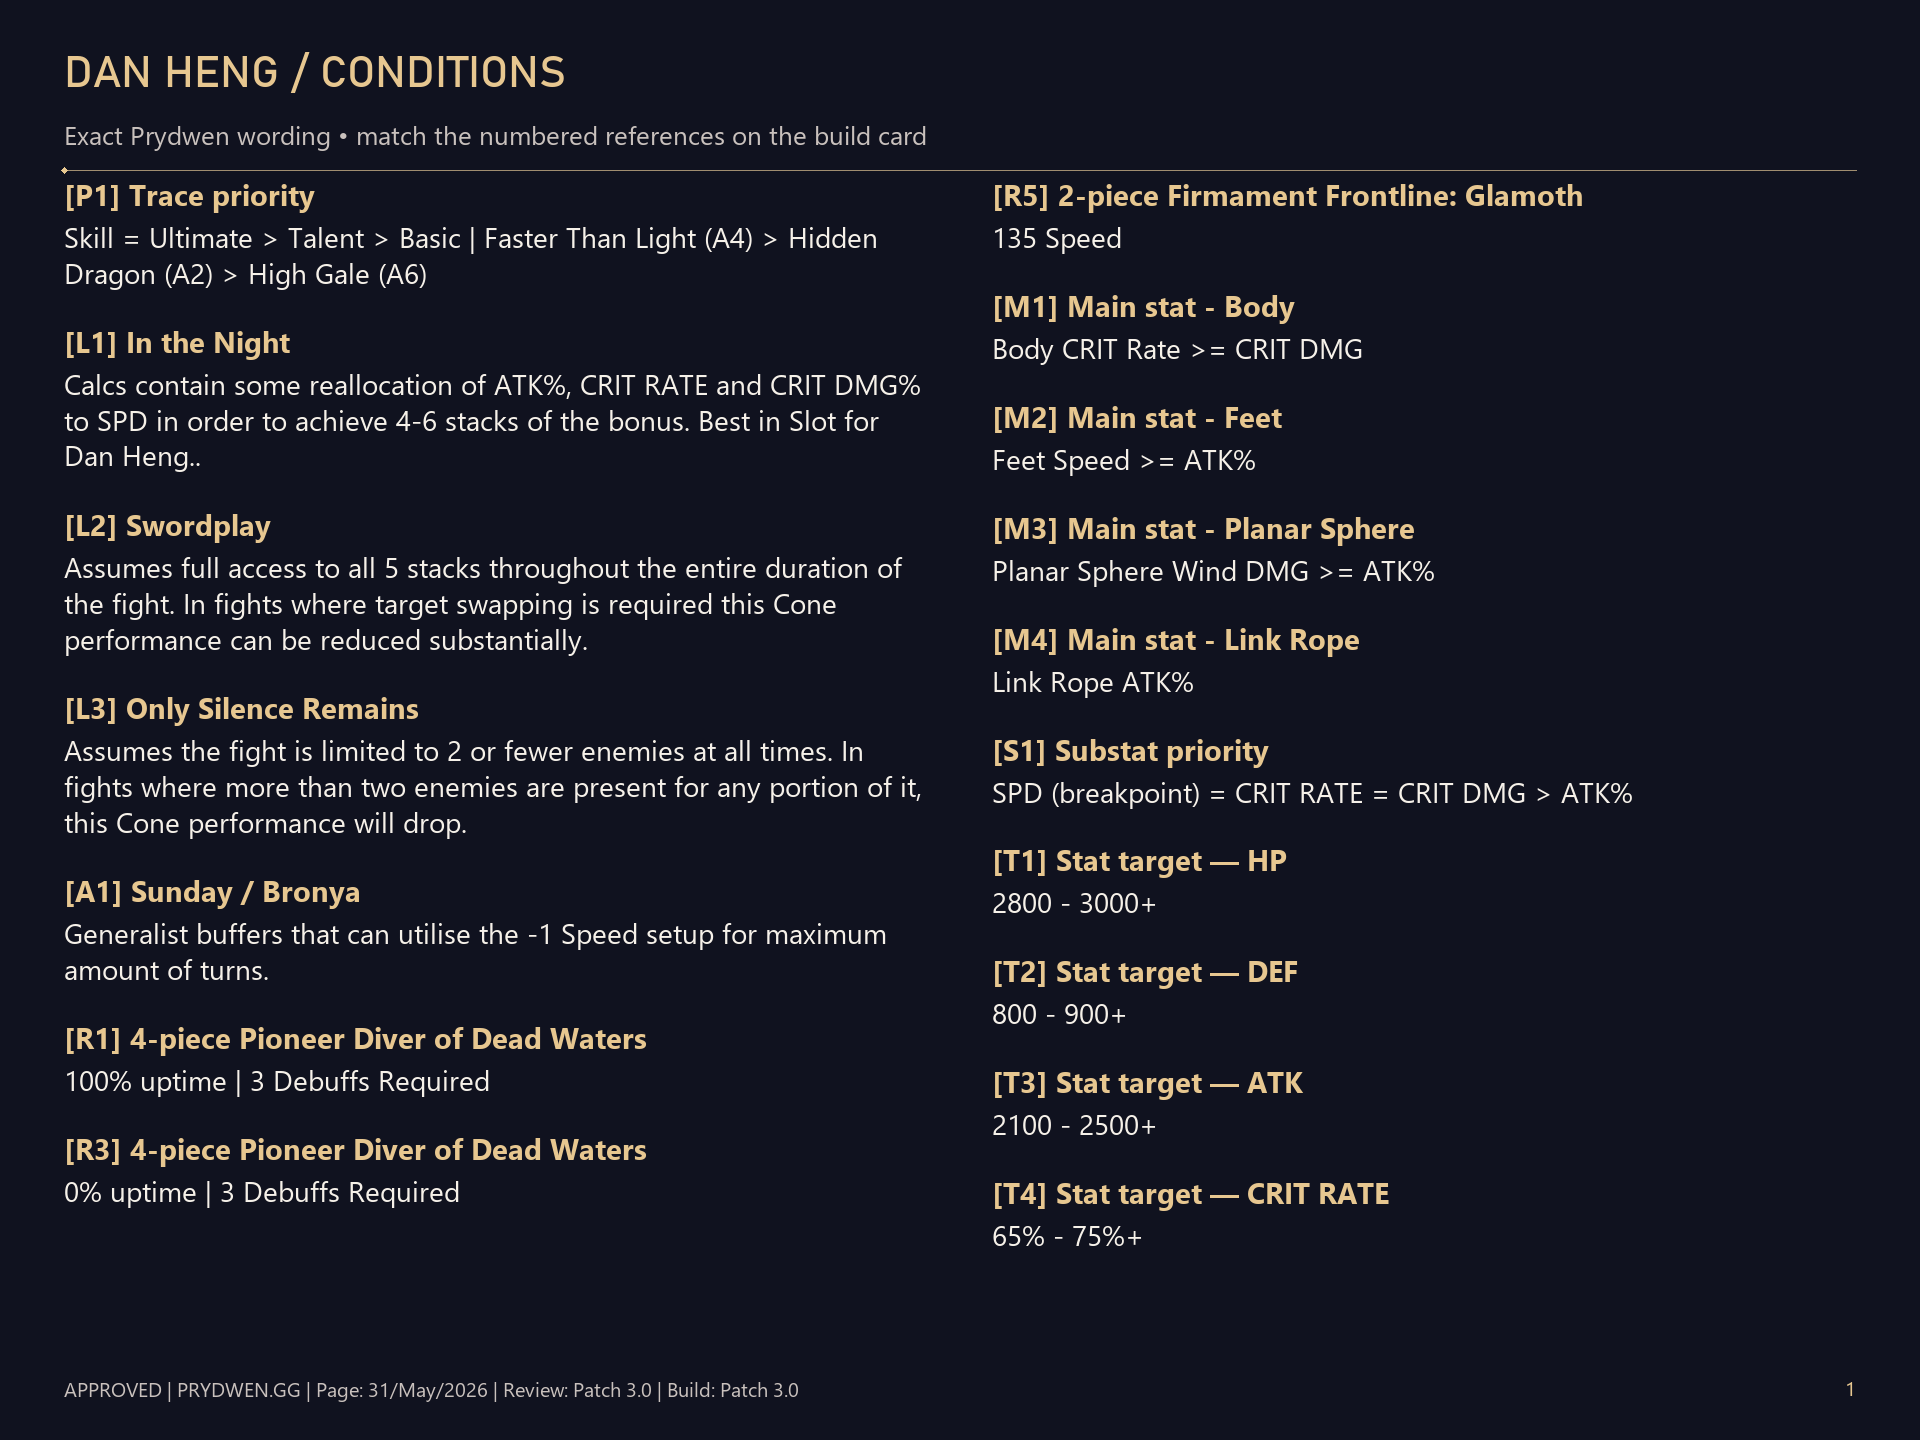 DAN HENG / CONDITIONS
Exact Prydwen wording • match the numbered references on the build card
[P1] Trace priority
Skill = Ultimate > Talent > Basic | Faster Than Light (A4) > Hidden
Dragon (A2) > High Gale (A6)
[L1] In the Night
Calcs contain some reallocation of ATK%, CRIT RATE and CRIT DMG%
to SPD in order to achieve 4-6 stacks of the bonus. Best in Slot for
Dan Heng..
[L2] Swordplay
Assumes full access to all 5 stacks throughout the entire duration of
the fight. In fights where target swapping is required this Cone
performance can be reduced substantially.
[L3] Only Silence Remains
Assumes the fight is limited to 2 or fewer enemies at all times. In
fights where more than two enemies are present for any portion of it,
this Cone performance will drop.
[A1] Sunday / Bronya
Generalist buffers that can utilise the -1 Speed setup for maximum
amount of turns.
[R1] 4-piece Pioneer Diver of Dead Waters
100% uptime | 3 Debuffs Required
[R3] 4-piece Pioneer Diver of Dead Waters
0% uptime | 3 Debuffs Required
[R5] 2-piece Firmament Frontline: Glamoth
135 Speed
[M1] Main stat - Body
Body CRIT Rate >= CRIT DMG
[M2] Main stat - Feet
Feet Speed >= ATK%
[M3] Main stat - Planar Sphere
Planar Sphere Wind DMG >= ATK%
[M4] Main stat - Link Rope
Link Rope ATK%
[S1] Substat priority
SPD (breakpoint) = CRIT RATE = CRIT DMG > ATK%
[T1] Stat target — HP
2800 - 3000+
[T2] Stat target — DEF
800 - 900+
[T3] Stat target — ATK
2100 - 2500+
[T4] Stat target — CRIT RATE
65% - 75%+
APPROVED | PRYDWEN.GG | Page: 31/May/2026 | Review: Patch 3.0 | Build: Patch 3.0
1